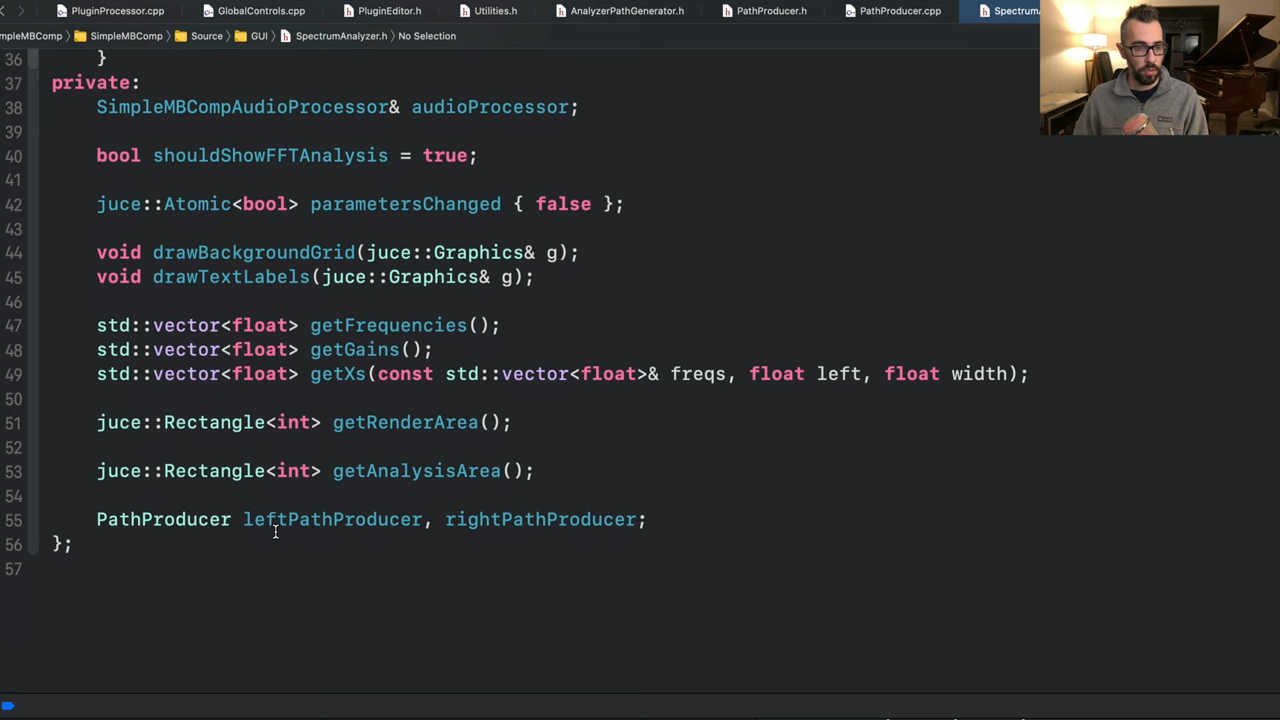 PluginProcessor.cpp GlobalControls.cpp PluginEditor.h Utilities.h AnalyzerPathGenerator.h PathProducer.h PathProducer.cpp Spectrum
mpleMBComp SimpleMBComp Source GUI SpectrumAnalyzer.h No Selection
36 }
37 private:
38 SimpleMBCompAudioProcessor& audioProcessor;
39
40 bool shouldShowFFTAnalysis = true;
41
42 juce::Atomic<bool> parametersChanged { false };
43
44 void drawBackgroundGrid(juce::Graphics& g);
45 void drawTextLabels(juce::Graphics& g);
46
47 std::vector<float> getFrequencies();
48 std::vector<float> getGains();
49 std::vector<float> getXs(const std::vector<float>& freqs, float left, float width);
50
51 juce::Rectangle<int> getRenderArea();
52
53 juce::Rectangle<int> getAnalysisArea();
54
55 PathProducer leftPathProducer, rightPathProducer;
56 };
57